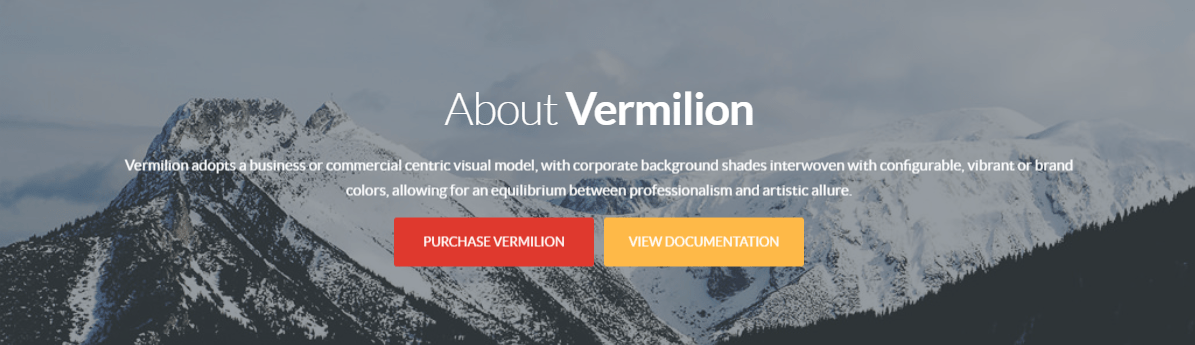 About Vermilion
Vermilion adopts a business or commercial centric visual model, with corporate background shades interwoven with configurable, vibrant or brand
colors, allowing for an equilibrium between professionalism and artistic allure.
PURCHASE VERMILION
VIEW DOCUMENTATION